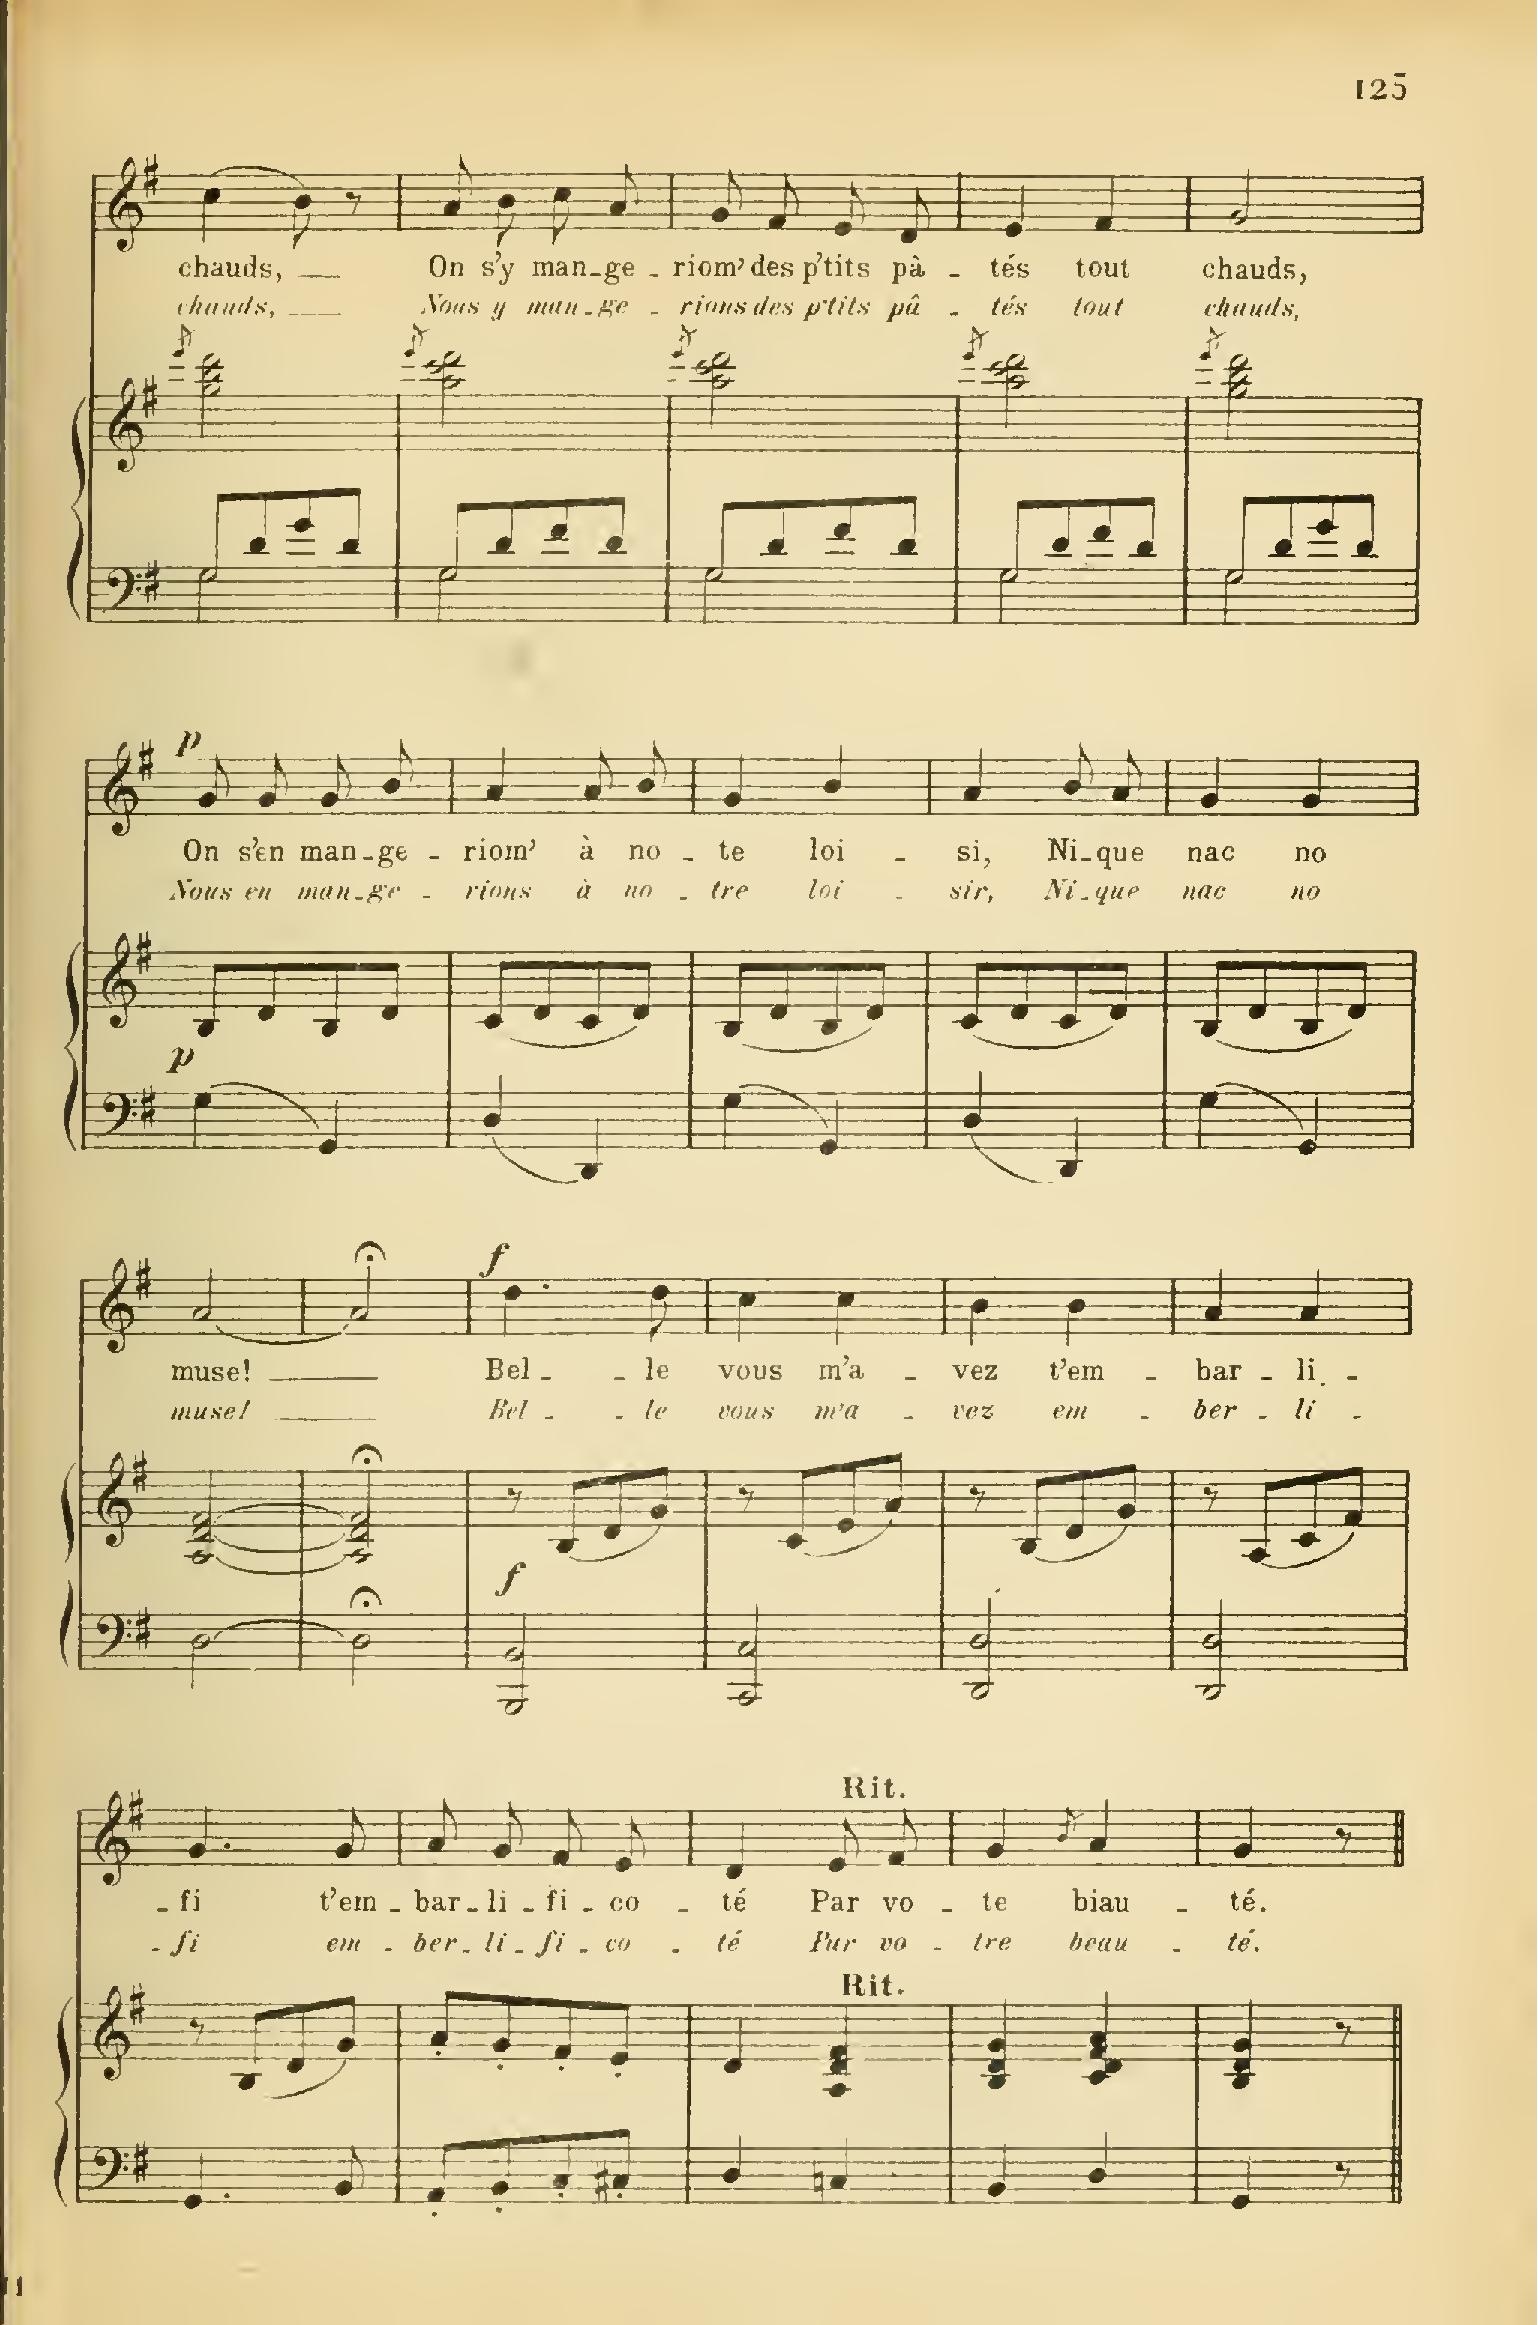 125
chauds, On s'y man-ge-riom' des p'tits pà-tés tout chauds,
chauds, Nous y man-ge-rions des p'tits pâ-tés tout chauds,
p
On s'en man-ge-riom' à no-te loi-si, Ni-que nac no
Nous en man-ge-rions à no-tre loi-sir, Ni-que nac no
p
f
muse! Bel-le vous m'a-vez t'em-bar-li-
muse! Bel-le vous m'a-vez em-ber-li-
f
Rit.
-fi t'em-bar-li-fi-co-té Par vo-te biau-té.
-fi em-ber-li-fi-co-té Par vo-tre beau-té.
Rit.
11